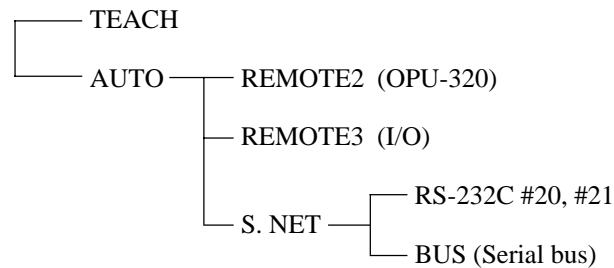 TEACH
AUTO
REMOTE2 (OPU-320)
REMOTE3 (I/O)
RS-232C #20, #21
S. NET
BUS (Serial bus)